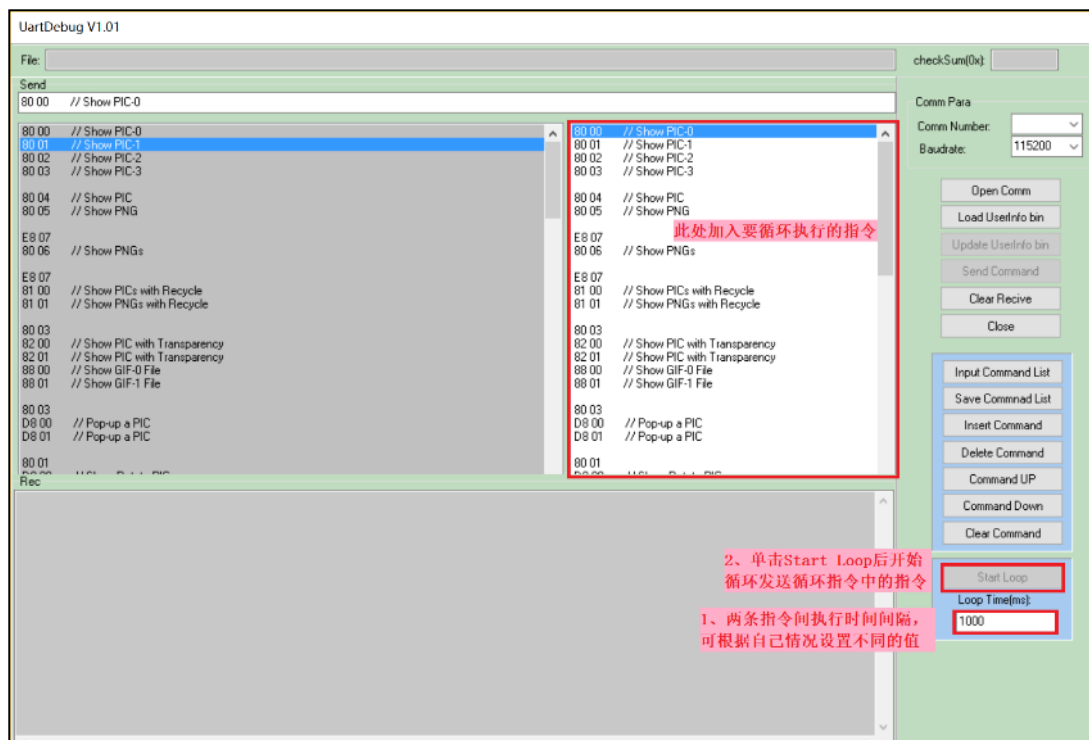 UartDebug V1.01
File:
checkSum(0x):
Send
80 00 // Show PIC-0
80 00 // Show PIC-0
80 01 // Show PIC-1
80 02 // Show PIC-2
80 03 // Show PIC-3
80 04 // Show PIC
80 05 // Show PNG
E8 07
80 06 // Show PNGs
E8 07
81 00 // Show PICs with Recycle
81 01 // Show PNGs with Recycle
80 03
82 00 // Show PIC with Transparency
82 01 // Show PIC with Transparency
88 00 // Show GIF-0 File
88 01 // Show GIF-1 File
80 03
D8 00 // Pop-up a PIC
D8 01 // Pop-up a PIC
80 01
80 00 // Show PIC-0
80 01 // Show PIC-1
80 02 // Show PIC-2
80 03 // Show PIC-3
80 04 // Show PIC
80 05 // Show PNG
此处加入要循环执行的指令
E8 07
80 06 // Show PNGs
E8 07
81 00 // Show PICs with Recycle
81 01 // Show PNGs with Recycle
80 03
82 00 // Show PIC with Transparency
82 01 // Show PIC with Transparency
88 00 // Show GIF-0 File
88 01 // Show GIF-1 File
80 03
D8 00 // Pop-up a PIC
D8 01 // Pop-up a PIC
80 01
Comm Para
Comm Number:
Baudrate: 115200
Open Comm
Load UserInfo bin
Update UserInfo bin
Send Command
Clear Recive
Close
Input Command List
Save Commnad List
Insert Command
Delete Command
Command UP
Command Down
Clear Command
Rec
2、单击Start Loop后开始
循环发送循环指令中的指令
Start Loop
Loop Time(ms):
1000
1、两条指令间执行时间间隔，
可根据自己情况设置不同的值